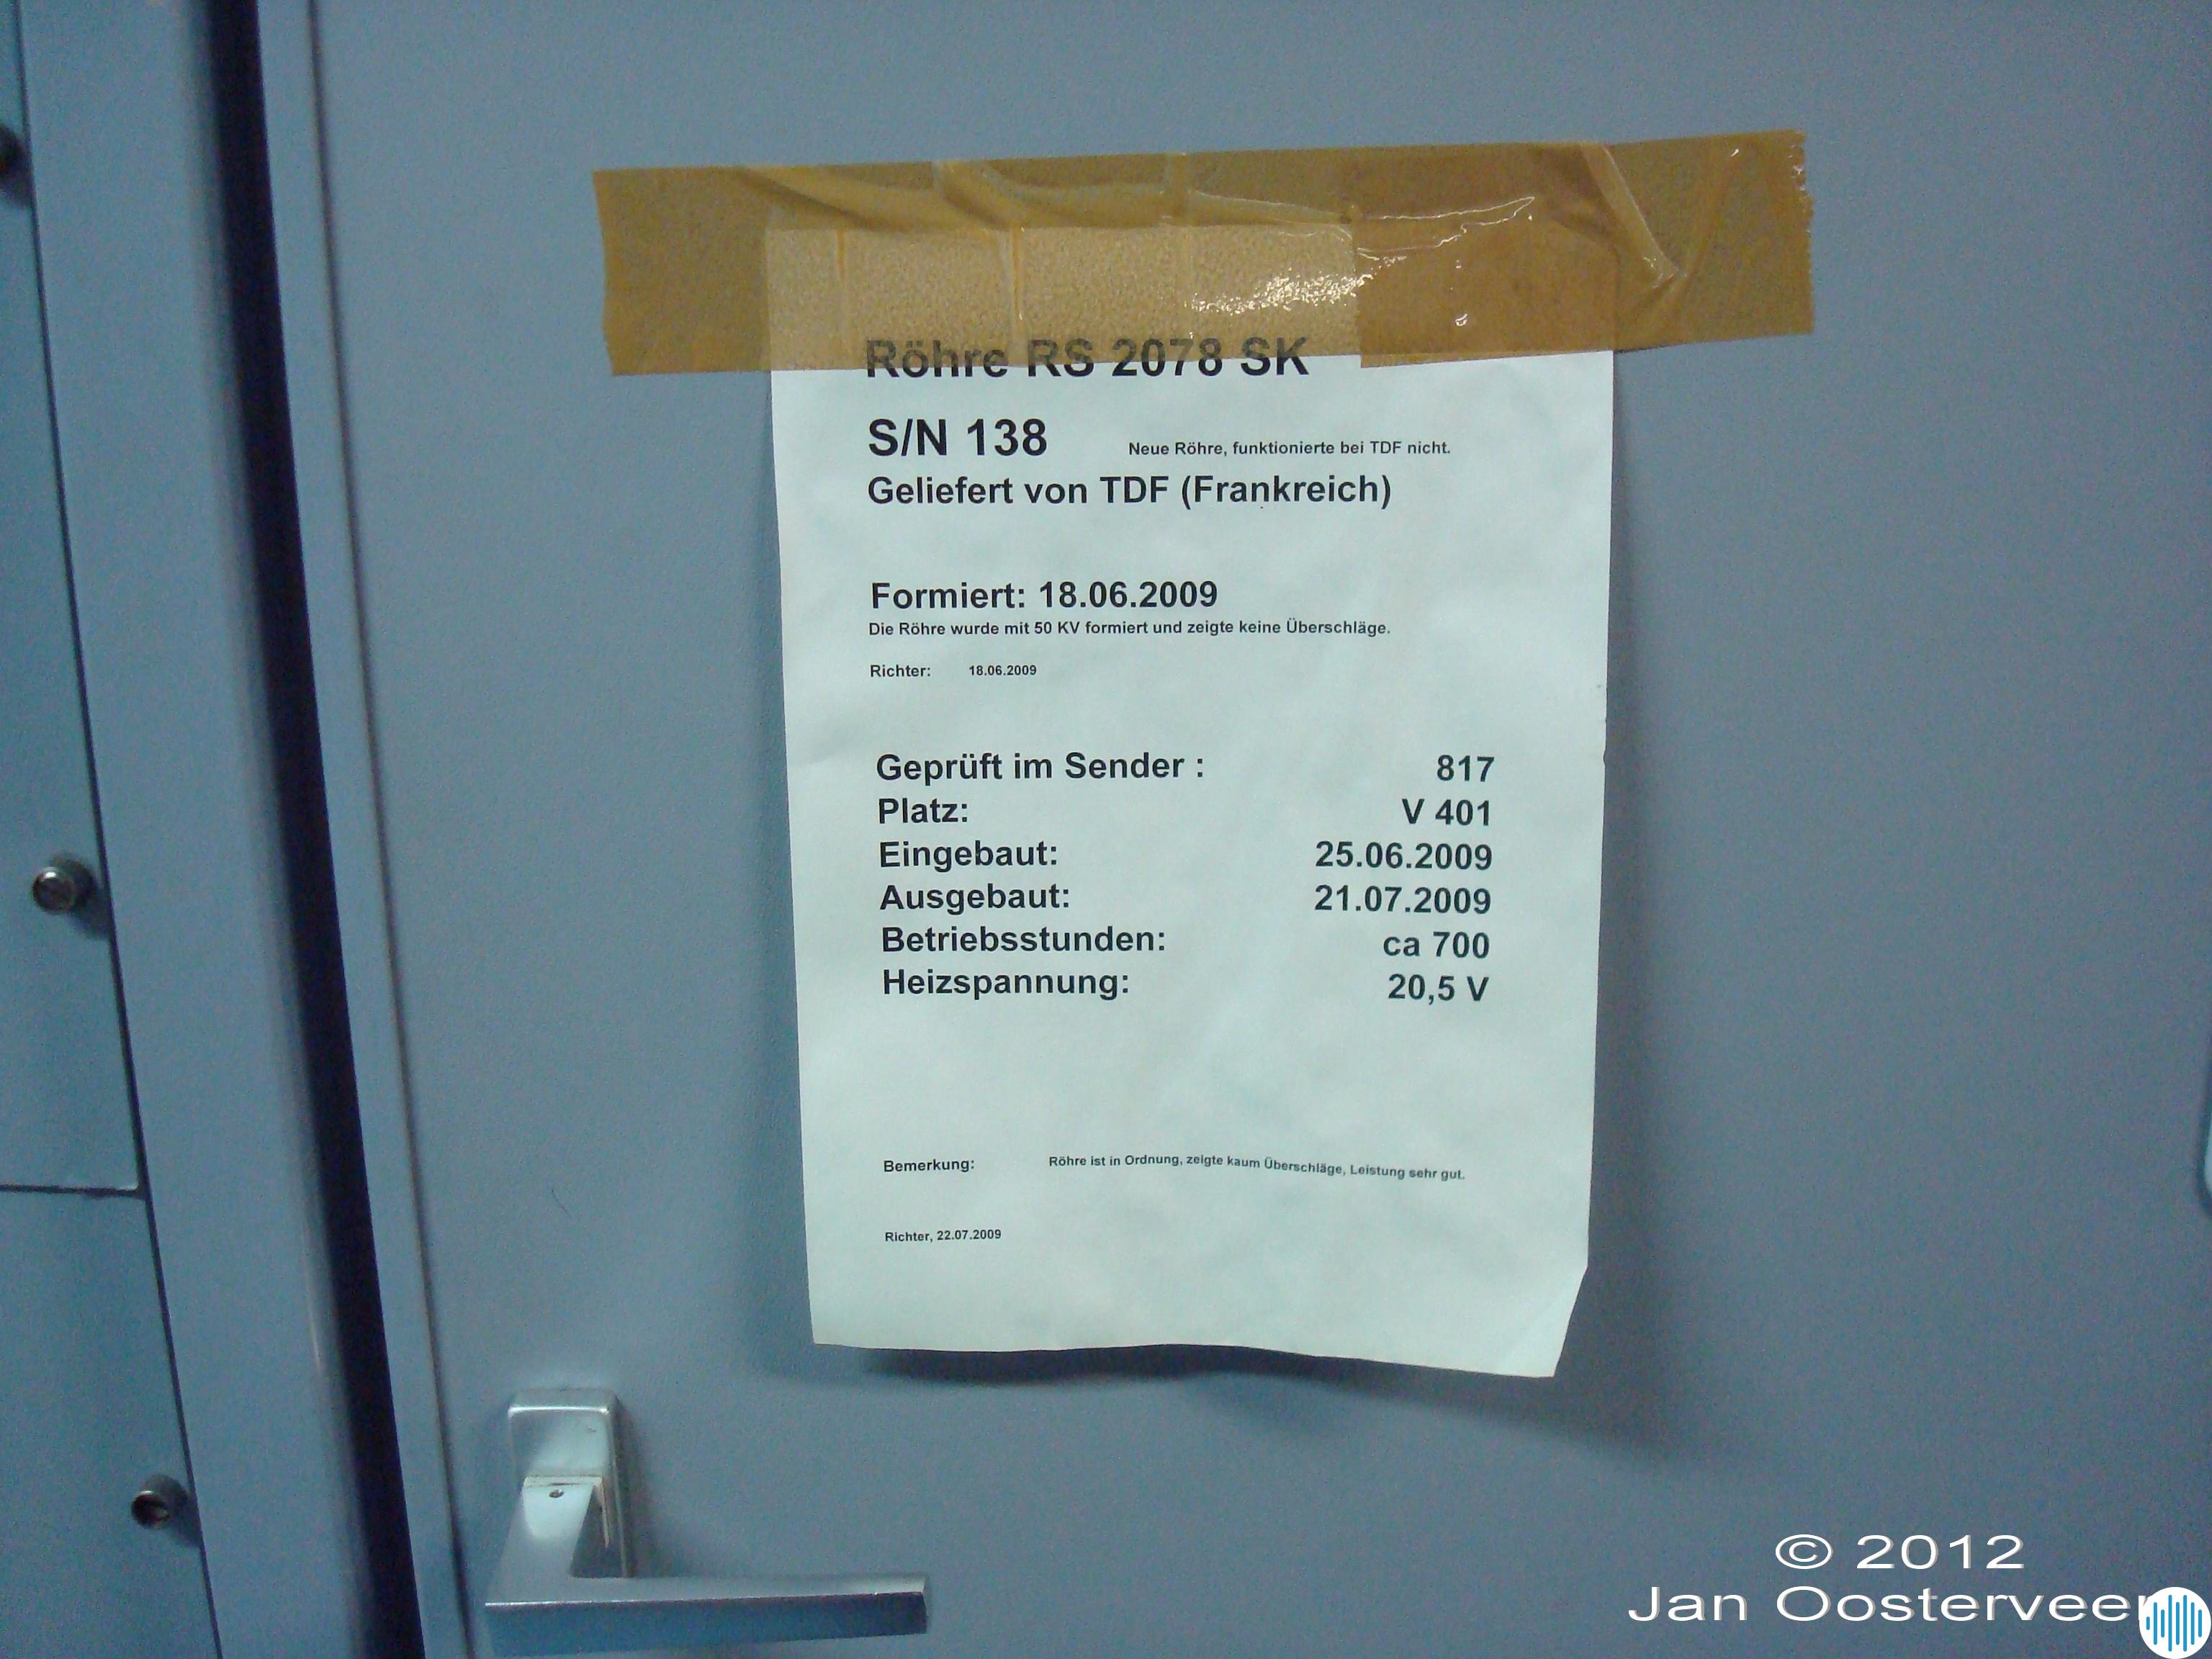 Röhre RS 2078 SK
S/N 138 Neue Röhre, funktionierte bei TDF nicht.
Geliefert von TDF (Frankreich)
Formiert: 18.06.2009
Die Röhre wurde mit 50 KV formiert und zeigte keine Überschläge.
Richter: 18.06.2009
Geprüft im Sender : 817
Platz: V 401
Eingebaut: 25.06.2009
Ausgebaut: 21.07.2009
Betriebsstunden: ca 700
Heizspannung: 20,5 V
Bemerkung: Röhre ist in Ordnung, zeigte kaum Überschläge, Leistung sehr gut.
Richter, 22.07.2009
© 2012
Jan Oosterveer